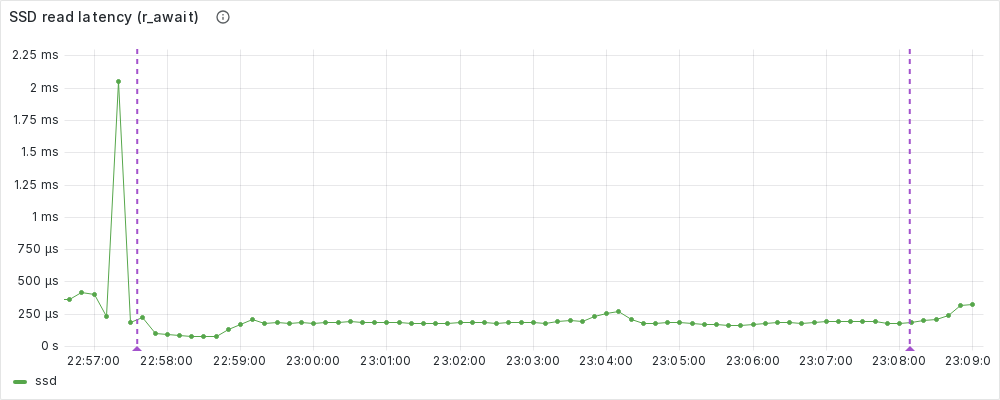 SSD read latency (r_await)
2.25 ms
2 ms
1.75 ms
1.5 ms
1.25 ms
1 ms
750 µs
500 µs
250 µs
0 s
22:57:00 22:58:00 22:59:00 23:00:00 23:01:00 23:02:00 23:03:00 23:04:00 23:05:00 23:06:00 23:07:00 23:08:00 23:09:0
ssd